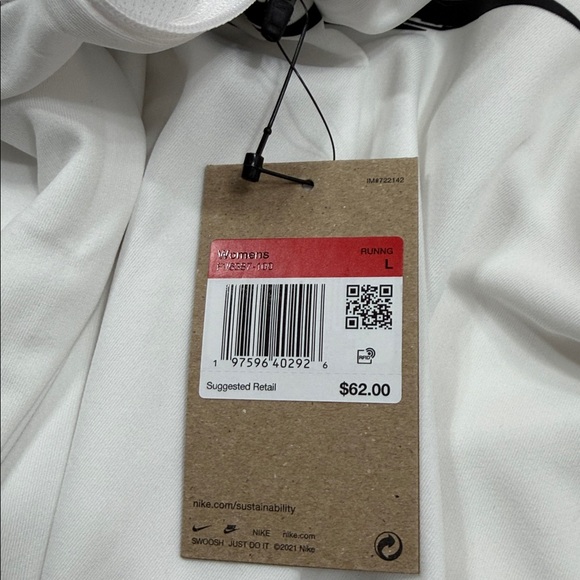 IM#722142
Womens RUNNG
L
1 97596 40292 6
RFID
Suggested Retail $62.00
nike.com/sustainability
NIKE nike.com
SWOOSH JUST DO IT ©2021 Nike